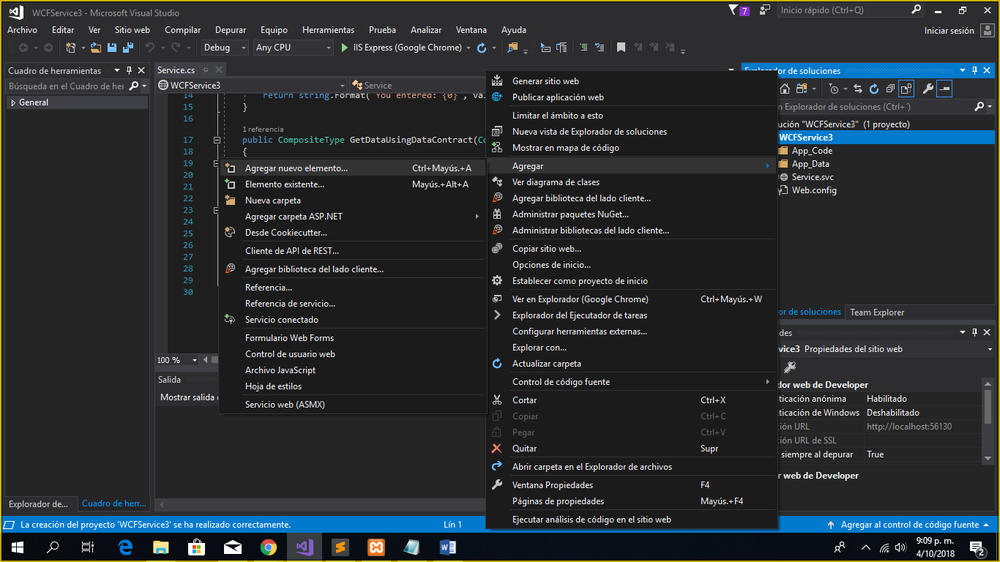 WCFService3 - Microsoft Visual Studio
7
Inicio rápido (Ctrl+Q)
Archivo Editar Ver Sitio web Compilar Depurar Equipo Herramientas Prueba Analizar Ventana Ayuda
Iniciar sesión
Debug Any CPU IIS Express (Google Chrome)
Cuadro de herramientas
Búsqueda en el Cuadro de her
General
Explorador de...
Cuadro de herr...
Service.cs
WCFService3
Service
14 return string.Format("You entered: {0}", val
15 }
16
1 referencia
17 public CompositeType GetDataUsingDataContract(Co
18 {
19
20
21
22
23
24
25
26
27
28
29
30
100 %
Salida
Mostrar salida
Agregar nuevo elemento... Ctrl+Mayús.+A
Elemento existente... Mayús.+Alt+A
Nueva carpeta
Agregar carpeta ASP.NET
Desde Cookiecutter...
Cliente de API de REST...
Agregar biblioteca del lado cliente...
Referencia...
Referencia de servicio...
Servicio conectado
Formulario Web Forms
Control de usuario web
Archivo JavaScript
Hoja de estilos
Servicio web (ASMX)
Generar sitio web
Publicar aplicación web
Limitar el ámbito a esto
Nueva vista de Explorador de soluciones
Mostrar en mapa de código
Agregar
Ver diagrama de clases
Agregar biblioteca del lado cliente...
Administrar paquetes NuGet...
Administrar bibliotecas del lado cliente...
Copiar sitio web...
Opciones de inicio...
Establecer como proyecto de inicio
Ver en Explorador (Google Chrome) Ctrl+Mayús.+W
Explorador del Ejecutador de tareas
Configurar herramientas externas...
Explorar con...
Actualizar carpeta
Control de código fuente
Cortar Ctrl+X
Copiar Ctrl+C
Pegar Ctrl+V
Quitar Supr
Abrir carpeta en el Explorador de archivos
Ventana Propiedades F4
Páginas de propiedades Mayús.+F4
Ejecutar análisis de código en el sitio web
Explorador de soluciones
n Explorador de soluciones (Ctrl+´)
ución "WCFService3" (1 proyecto)
WCFService3
App_Code
App_Data
Service.svc
Web.config
or de soluciones
Team Explorer
des
vice3 Propiedades del sitio web
dor web de Developer
nticación anónima Habilitado
nticación de Windows Deshabilitado
ción URL http://localhost:56130
ción URL de SSL
r siempre al depurar True
r web de Developer
La creación del proyecto 'WCFService3' se ha realizado correctamente.
Lín 1
Agregar al control de código fuente
9:09 p. m.
4/10/2018
2